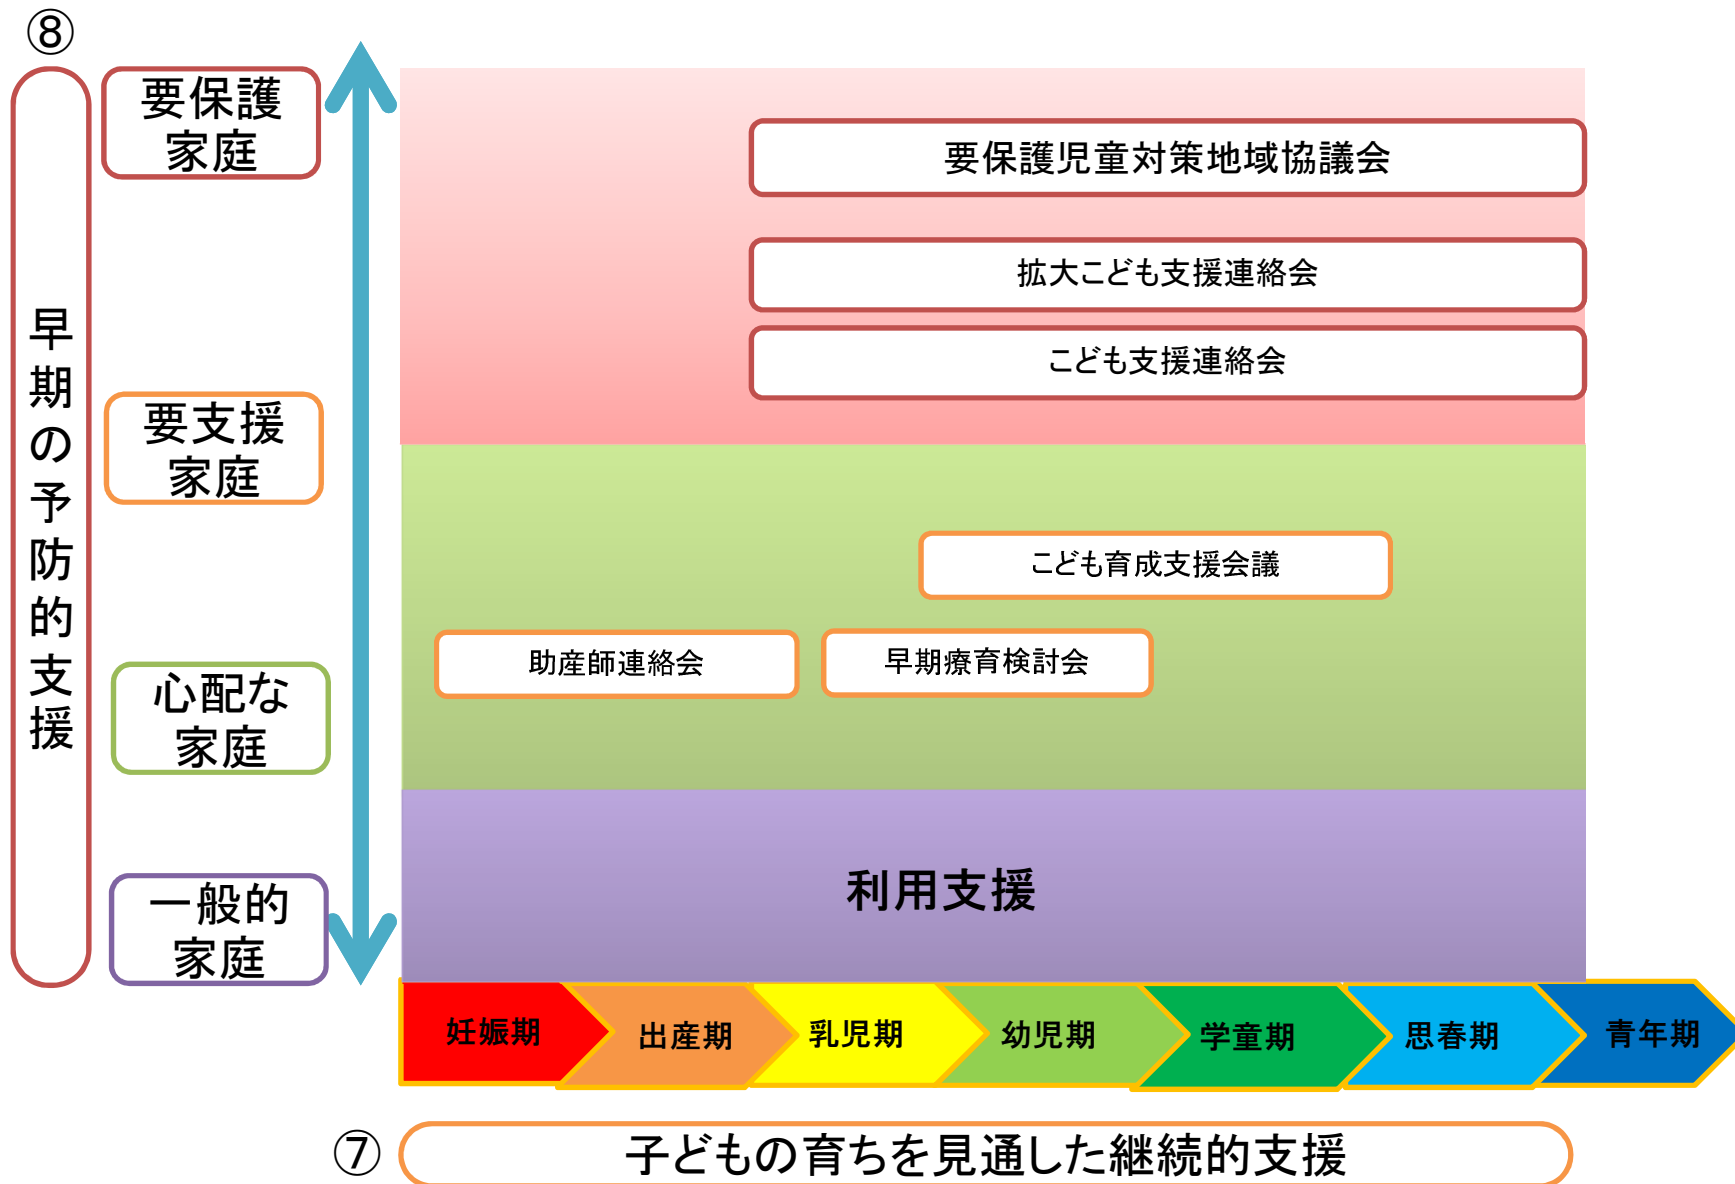 ⑧
早期の予防的支援
要保護
家庭
要支援
家庭
心配な
家庭
一般的
家庭
要保護児童対策地域協議会
拡大こども支援連絡会
こども支援連絡会
こども育成支援会議
助産師連絡会
早期療育検討会
利用支援
妊娠期
出産期
乳児期
幼児期
学童期
思春期
青年期
⑦
子どもの育ちを見通した継続的支援